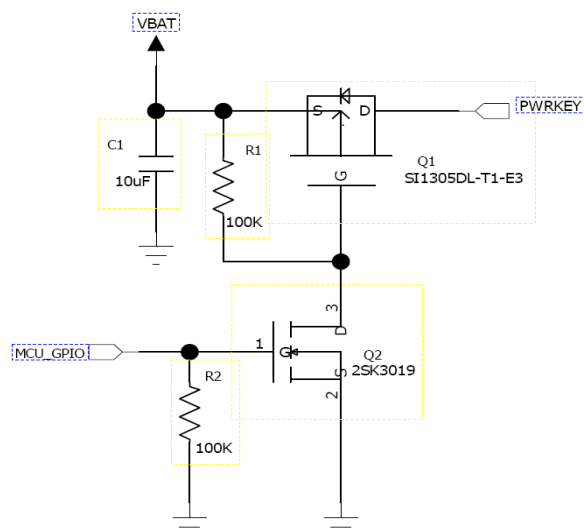 VBAT
S
D
PWRKEY
C1
R1
Q1
10uF
SI1305DL-T1-E3
G
100K
3
D
1
G
Q2
MCU_GPIO
2SK3019
R2
S
2
100K